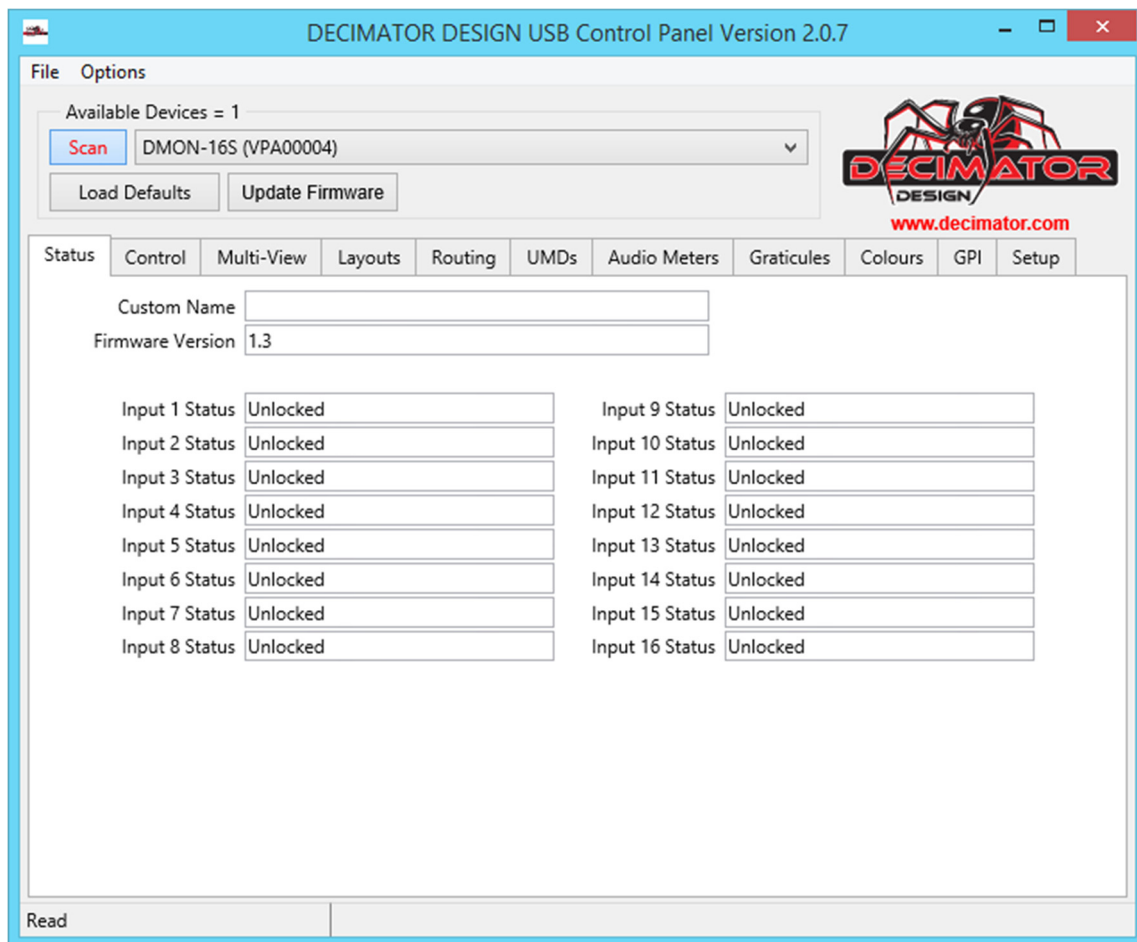 DECIMATOR DESIGN USB Control Panel Version 2.0.7
File Options
Available Devices = 1
Scan DMON-16S (VPA00004)
Load Defaults Update Firmware
DECIMATOR
DESIGN
www.decimator.com
Status Control Multi-View Layouts Routing UMDs Audio Meters Graticules Colours GPI Setup
Custom Name
Firmware Version 1.3
Input 1 Status Unlocked Input 9 Status Unlocked
Input 2 Status Unlocked Input 10 Status Unlocked
Input 3 Status Unlocked Input 11 Status Unlocked
Input 4 Status Unlocked Input 12 Status Unlocked
Input 5 Status Unlocked Input 13 Status Unlocked
Input 6 Status Unlocked Input 14 Status Unlocked
Input 7 Status Unlocked Input 15 Status Unlocked
Input 8 Status Unlocked Input 16 Status Unlocked
Read